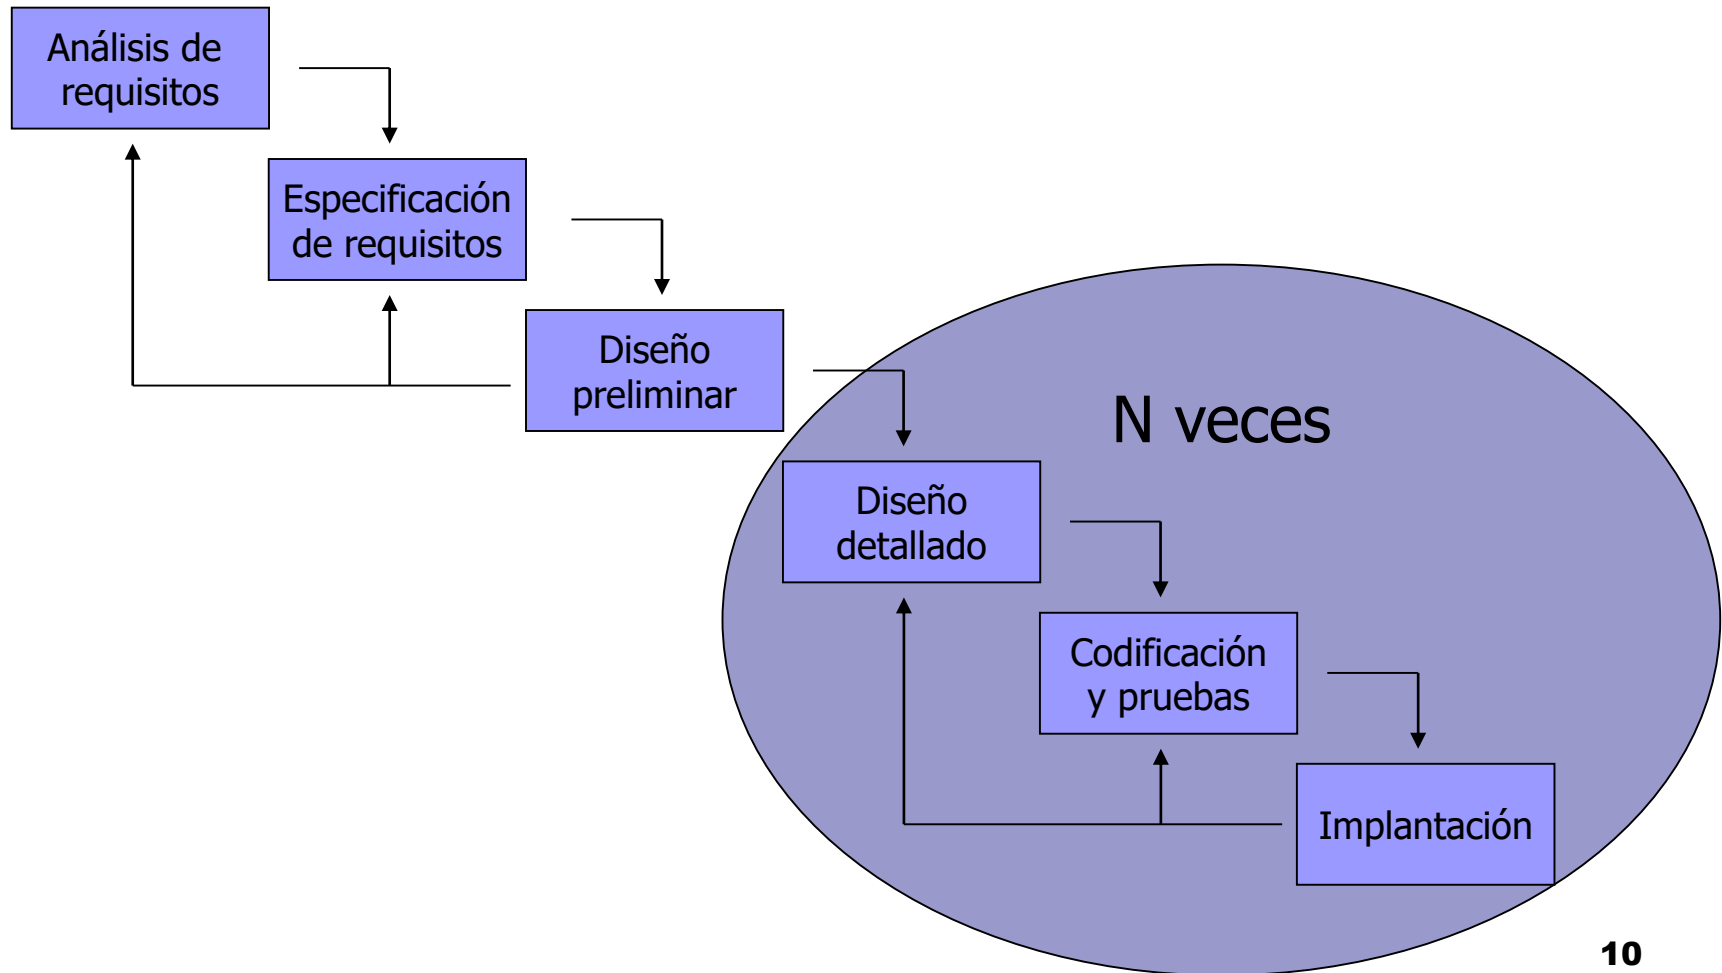 Análisis de
requisitos
Especificación
de requisitos
Diseño
preliminar
N veces
Diseño
detallado
Codificación
y pruebas
Implantación
10